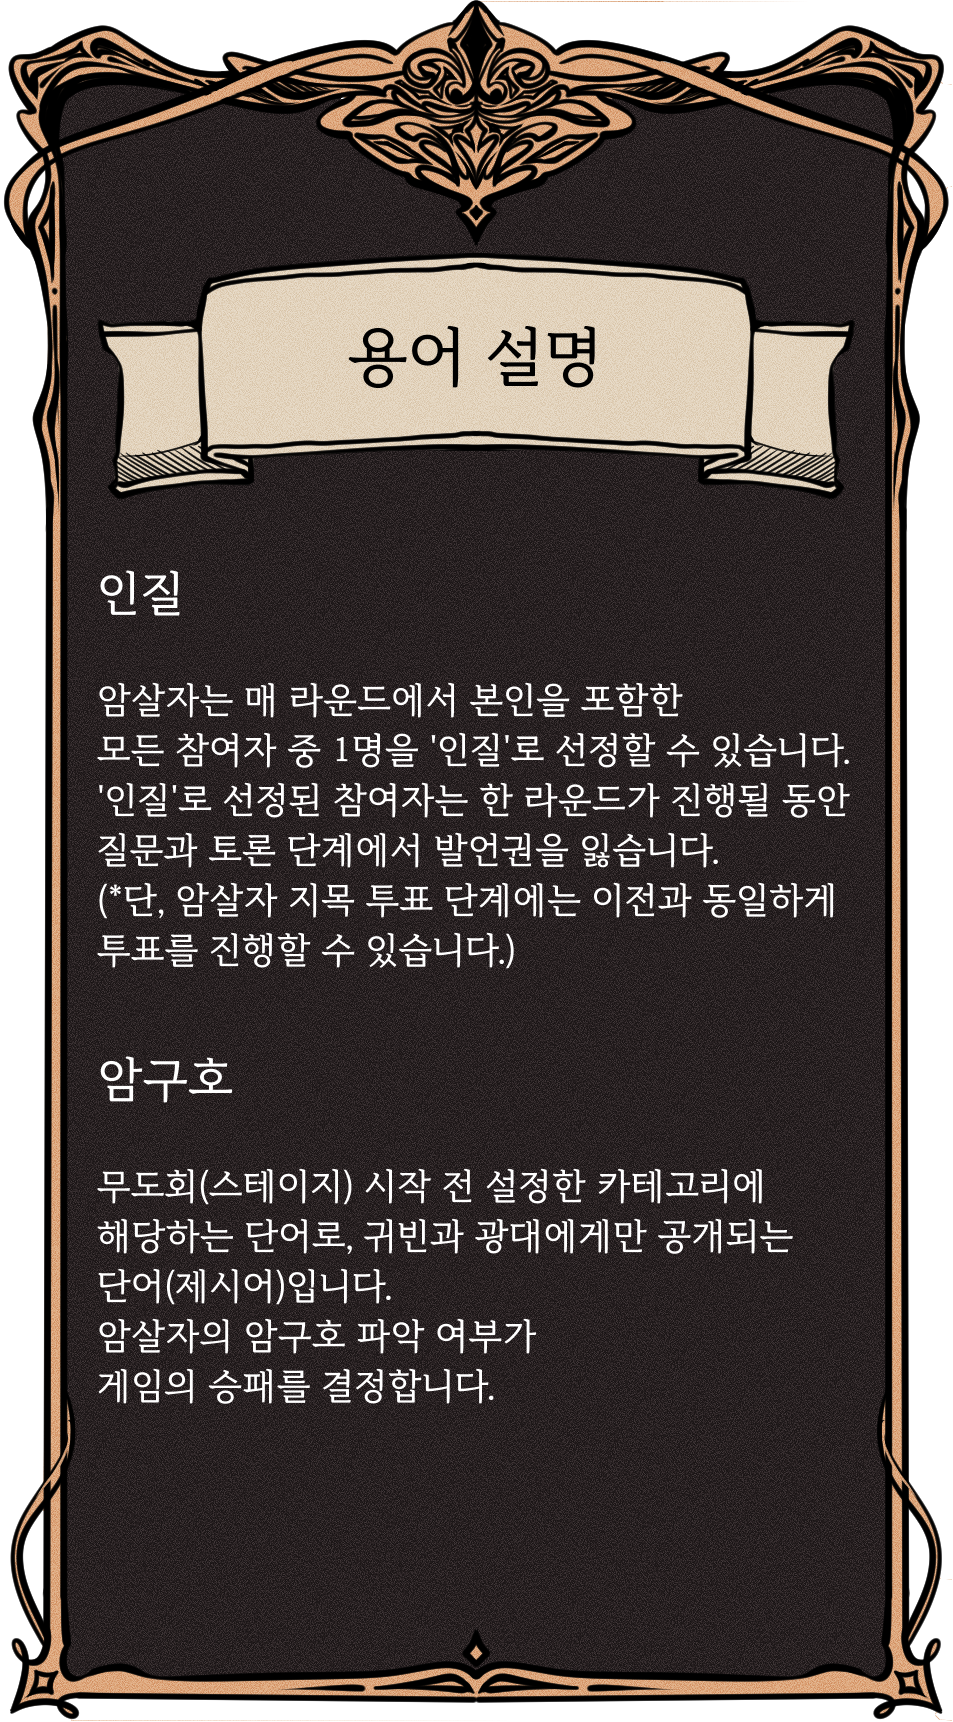 용어 설명
인질
암살자는 매 라운드에서 본인을 포함한
모든 참여자 중 1명을 '인질'로 선정할 수 있습니다.
'인질'로 선정된 참여자는 한 라운드가 진행될 동안
질문과 토론 단계에서 발언권을 잃습니다.
(*단, 암살자 지목 투표 단계에는 이전과 동일하게
투표를 진행할 수 있습니다.)
암구호
무도회(스테이지) 시작 전 설정한 카테고리에
해당하는 단어로, 귀빈과 광대에게만 공개되는
단어(제시어)입니다.
암살자의 암구호 파악 여부가
게임의 승패를 결정합니다.